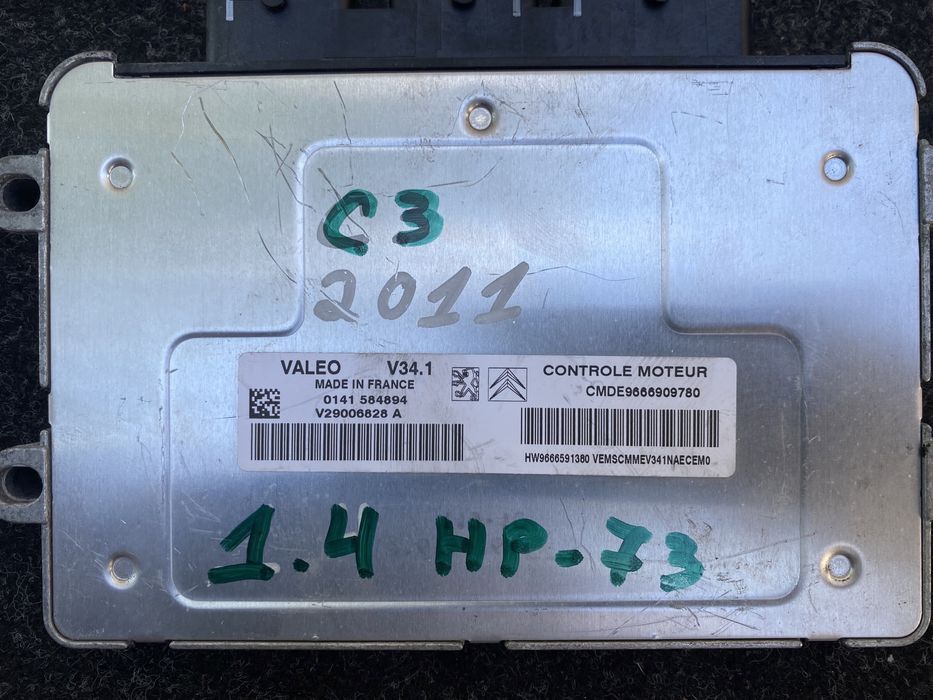 C3
2011
VALEO V34.1
MADE IN FRANCE
0141 584894
V29006828 A
CONTROLE MOTEUR
CMDE9666909780
HW9666591380 VEMSCMMEV341NAECEM0
1.4 HP-73